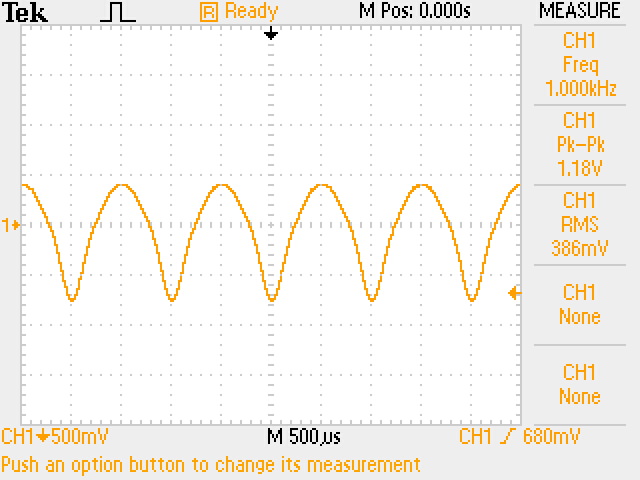 Tek R Ready M Pos: 0.000s MEASURE
CH1
Freq
1.000kHz
CH1
Pk-Pk
1.18V
CH1
RMS
386mV
CH1
None
CH1
None
1
CH1 500mV M 500µs CH1 680mV
Push an option button to change its measurement